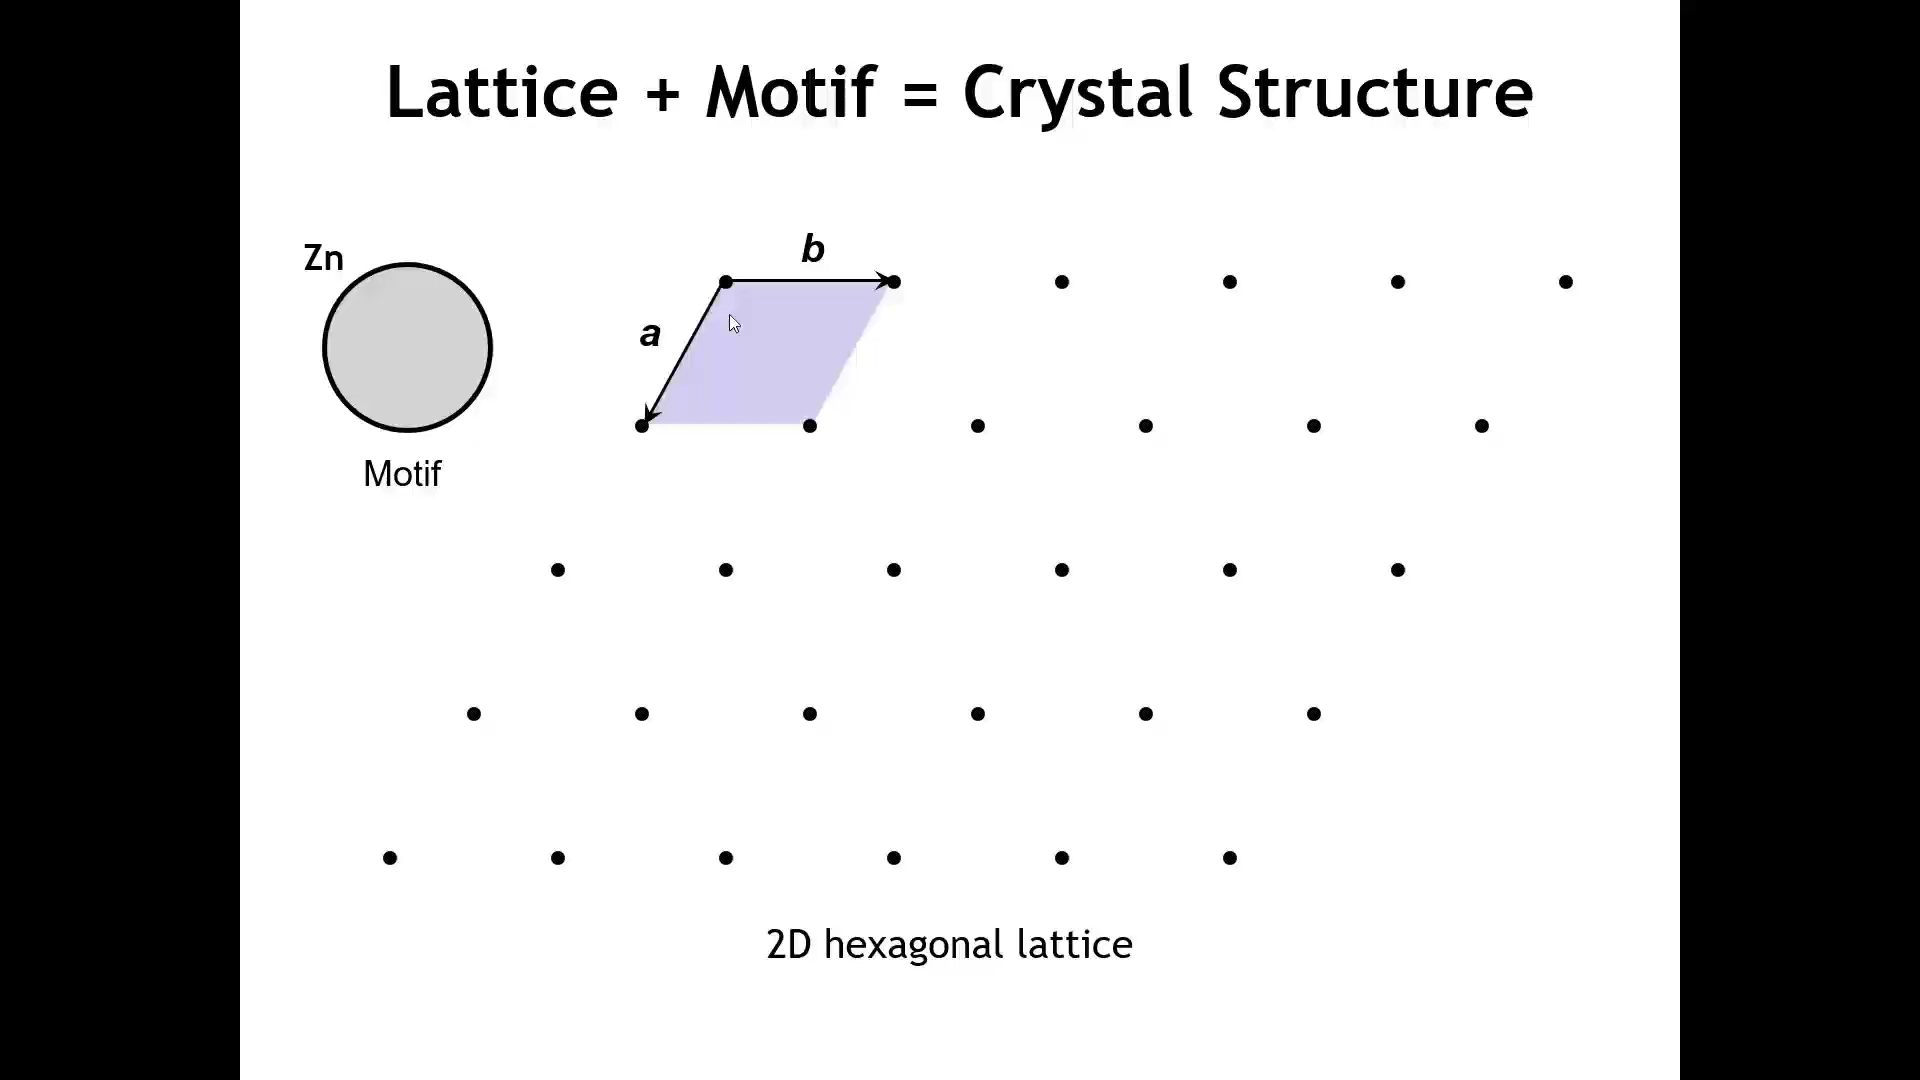 Lattice + Motif = Crystal Structure
Zn
b
a
Motif
2D hexagonal lattice